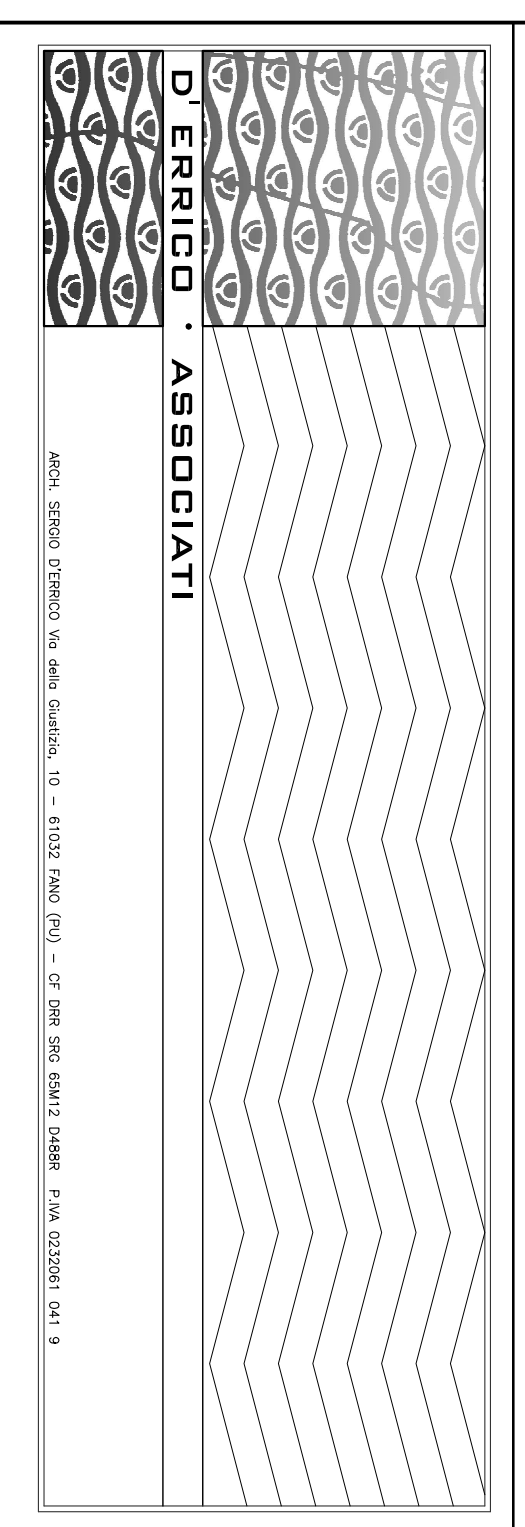 D' ERRICO • ASSOCIATI
ARCH. SERGIO D'ERRICO Via della Giustizia, 10 – 61032 FANO (PU) – CF DRR SRG 65M12 D488R P.IVA 0232061 041 9